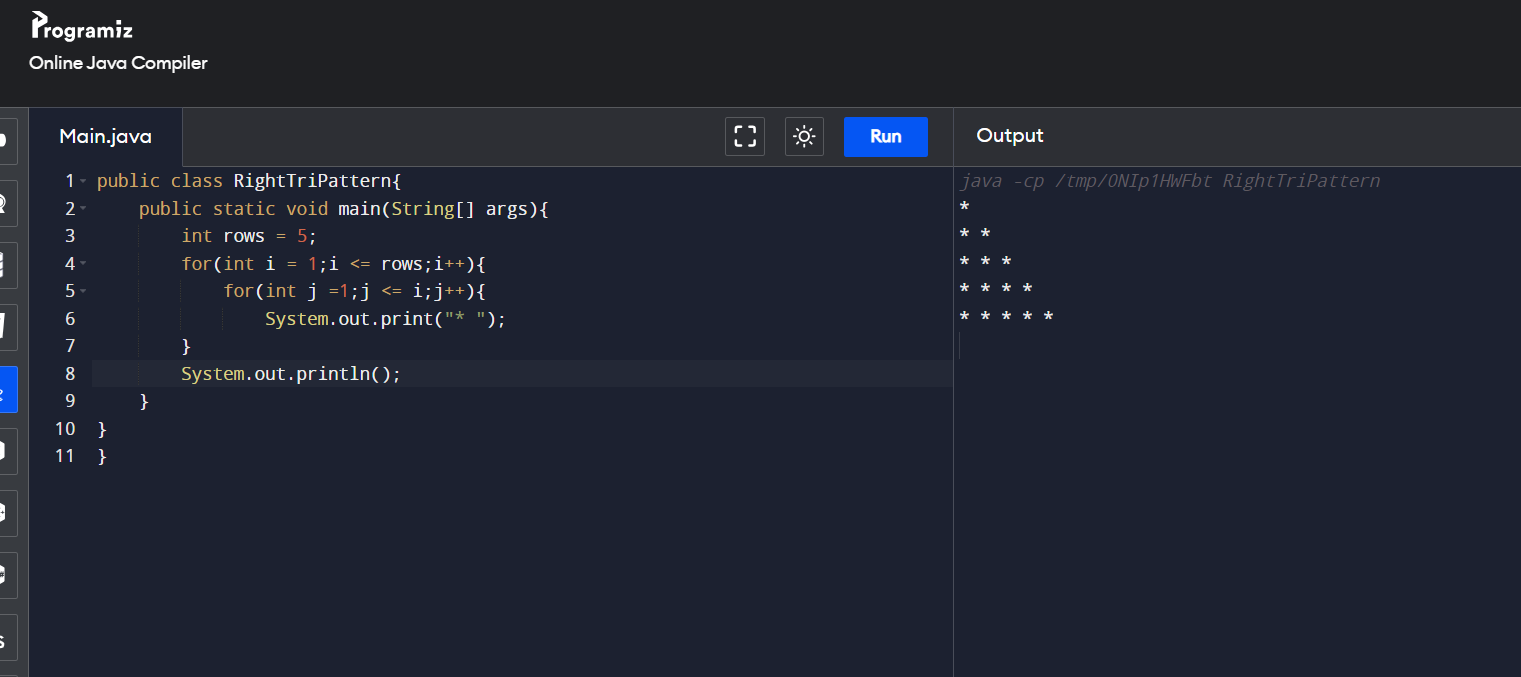 Programiz
Online Java Compiler
Main.java
Run
Output
1 public class RightTriPattern{
2     public static void main(String[] args){
3         int rows = 5;
4         for(int i = 1;i <= rows;i++){
5             for(int j =1;j <= i;j++){
6                 System.out.print("* ");
7         }
8         System.out.println();
9     }
10 }
11 }
java -cp /tmp/0NIp1HWFbt RightTriPattern
*
* *
* * *
* * * *
* * * * *